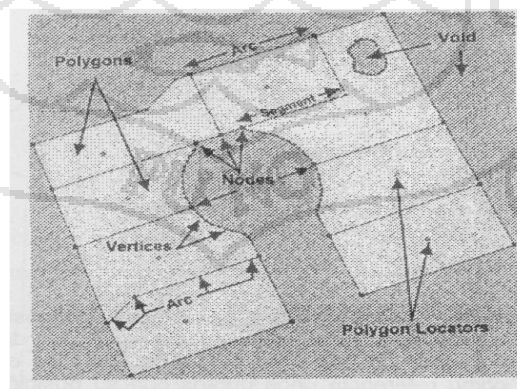 Arc
Void
Polygons
Segment
Nodes
Vertices
Arc
Polygon Locators